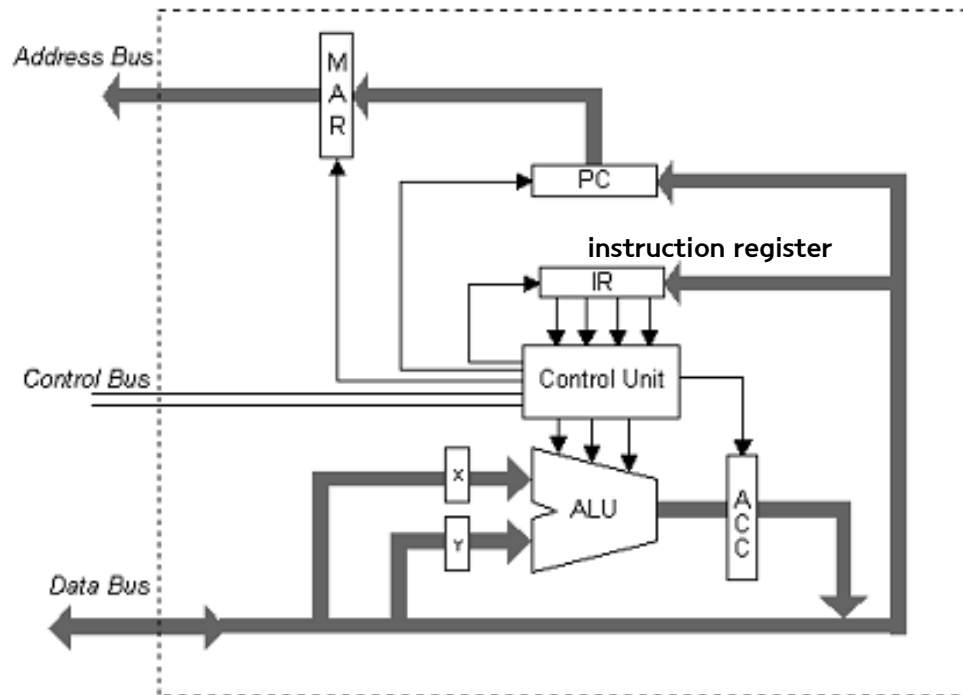 Address Bus
M
A
R
PC
instruction register
IR
Control Bus
Control Unit
X
ALU
A
C
C
Y
Data Bus